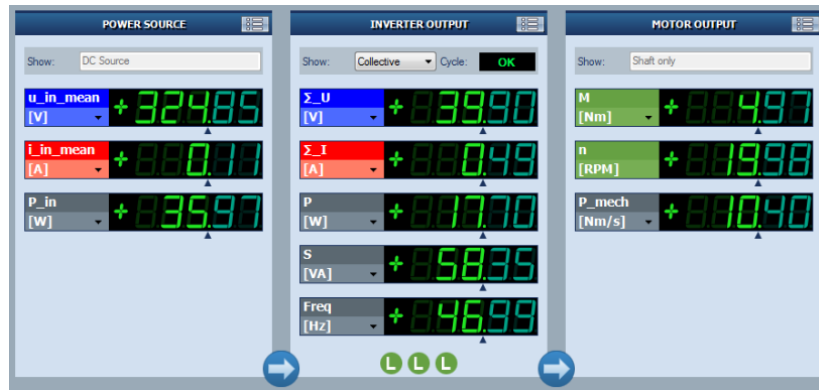 POWER SOURCE
Show: DC Source
u_in_mean
[V]
+324.85
i_in_mean
[A]
+0.11
P_in
[W]
+35.97
INVERTER OUTPUT
Show: Collective Cycle: OK
Σ_U
[V]
+39.90
Σ_I
[A]
+0.49
P
[W]
+17.70
S
[VA]
+58.35
Freq
[Hz]
+46.99
L L L
MOTOR OUTPUT
Show: Shaft only
M
[Nm]
+4.97
n
[RPM]
+19.98
P_mech
[Nm/s]
+10.40